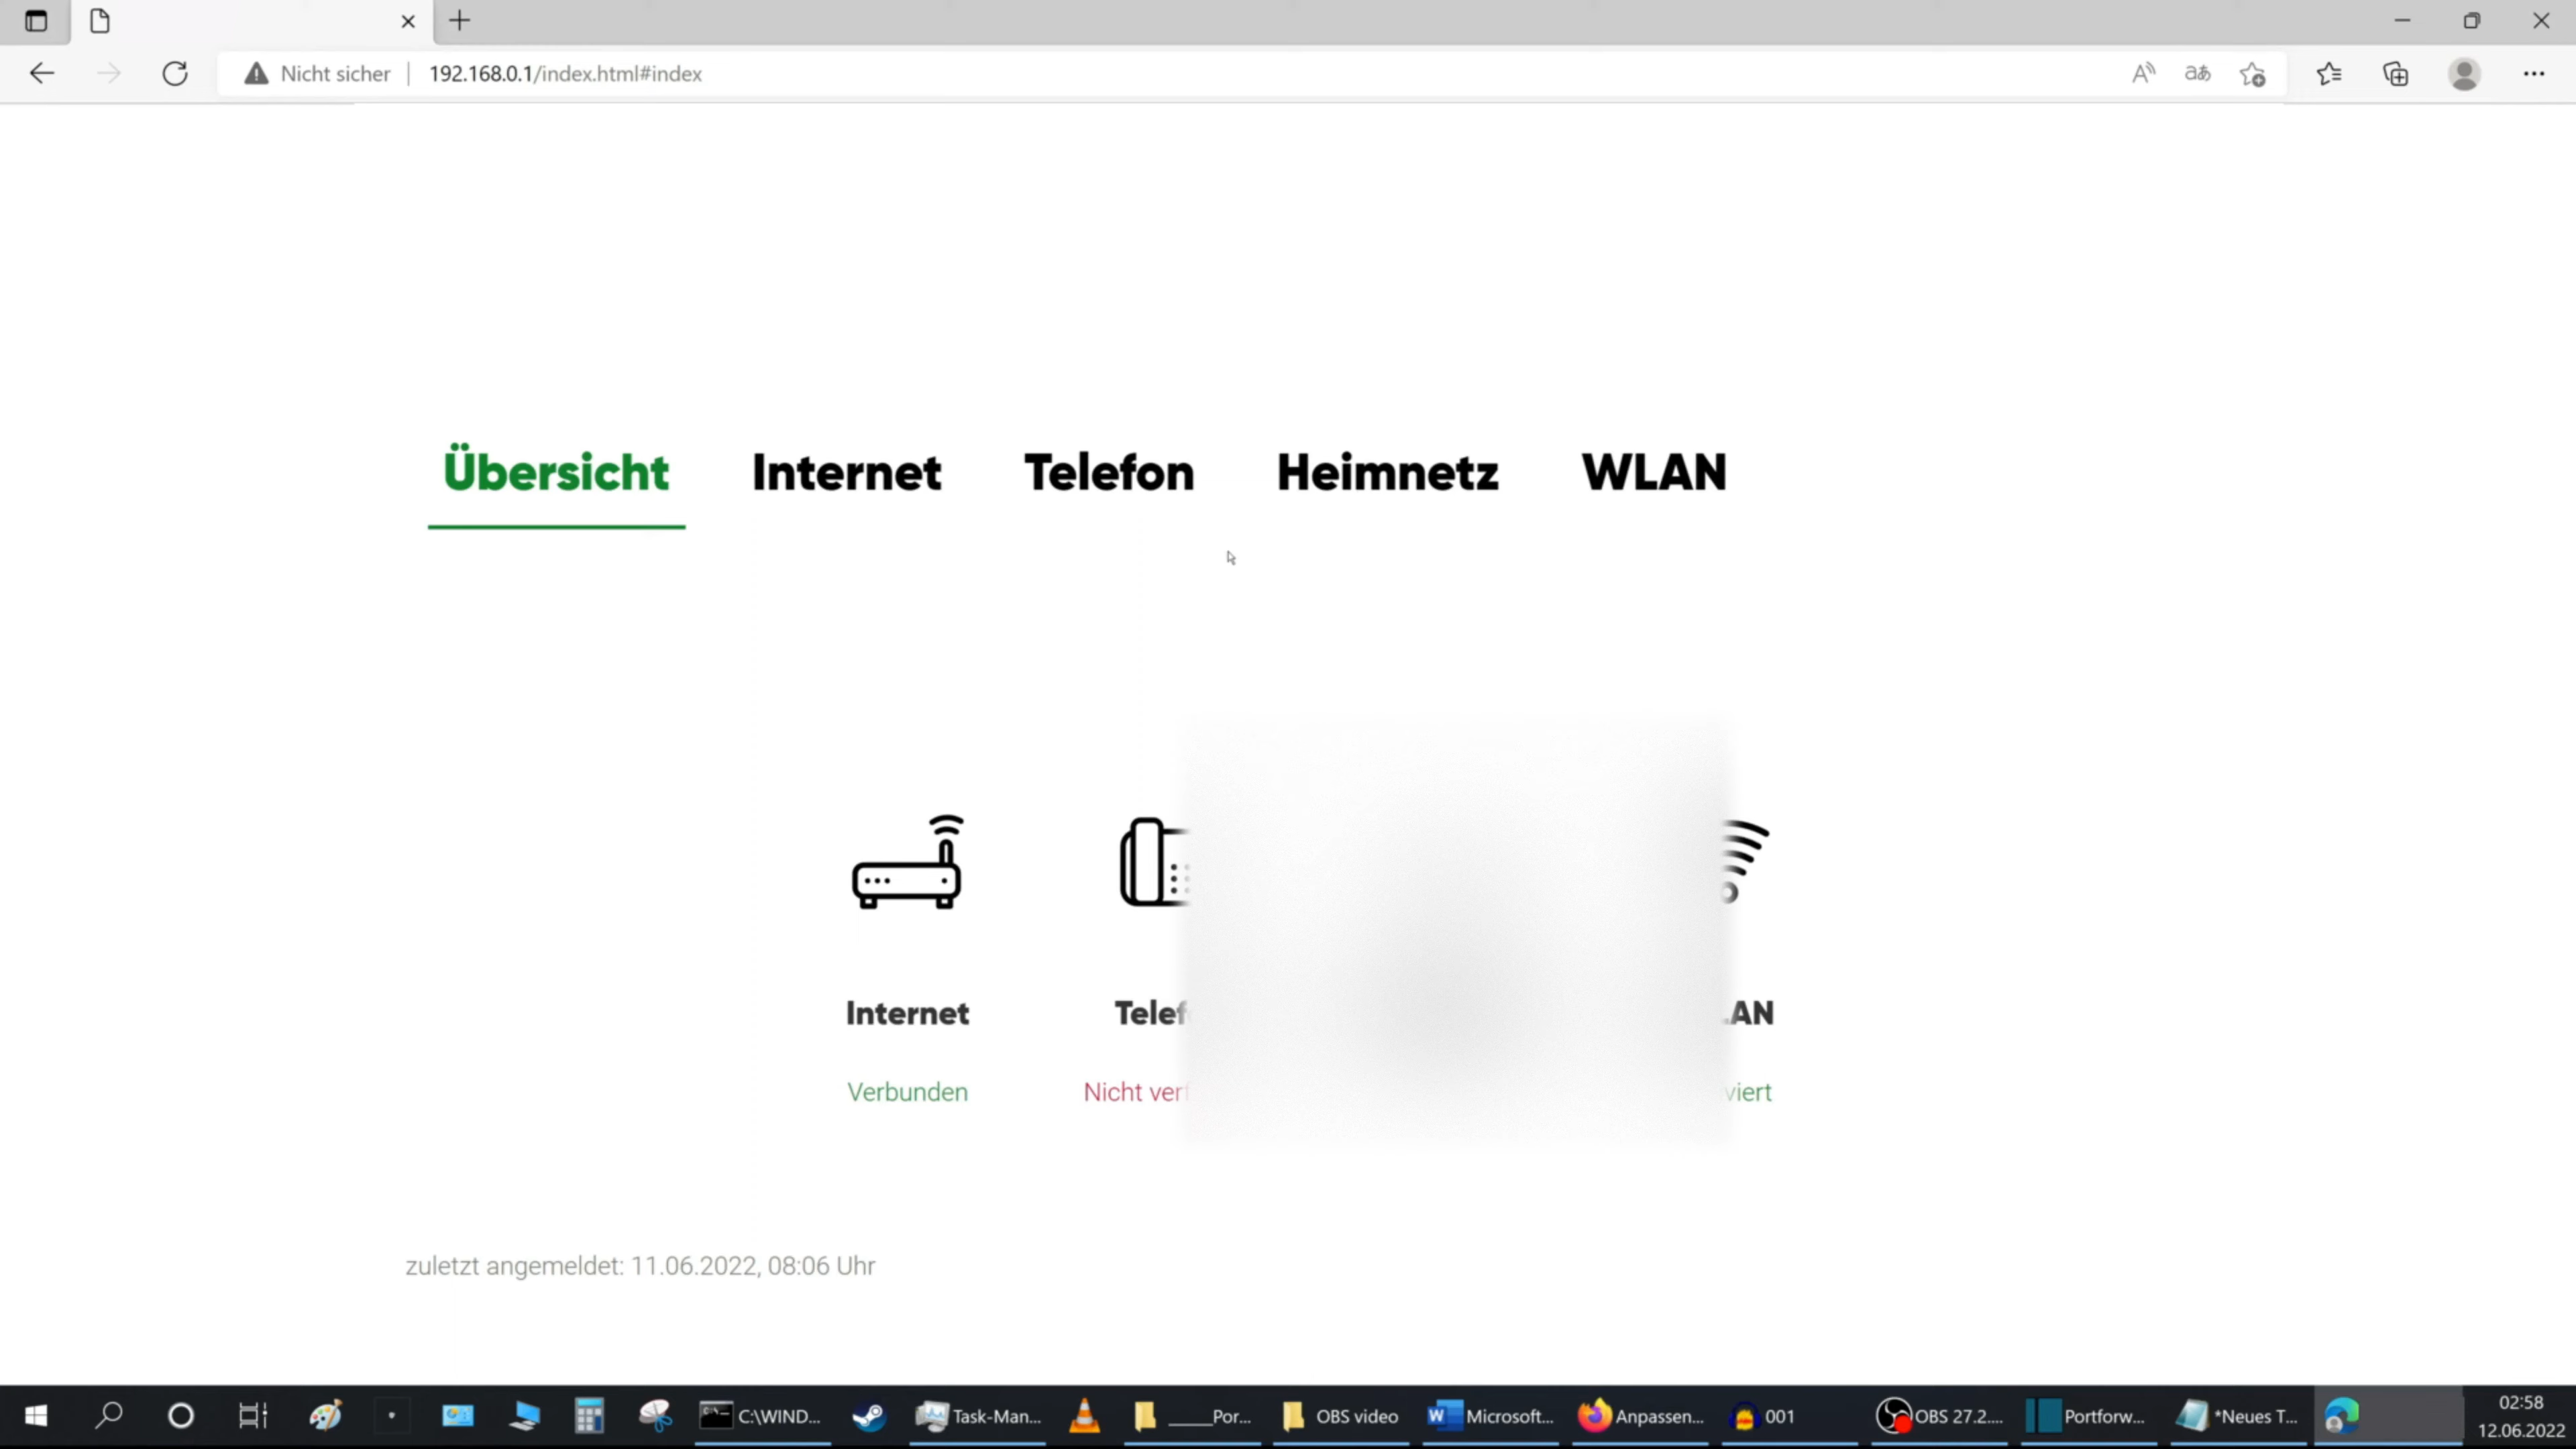 Nicht sicher 192.168.0.1/index.html#index
Übersicht Internet Telefon Heimnetz WLAN
Internet
Verbunden Nicht
zuletzt angemeldet: 11.06.2022, 08:06 Uhr
C:\WIND... Task-Man... _____Por... OBS video Microsoft... Anpassen... 001 OBS 27.2.... Portforw... *Neues T... 02:58
12.06.2022